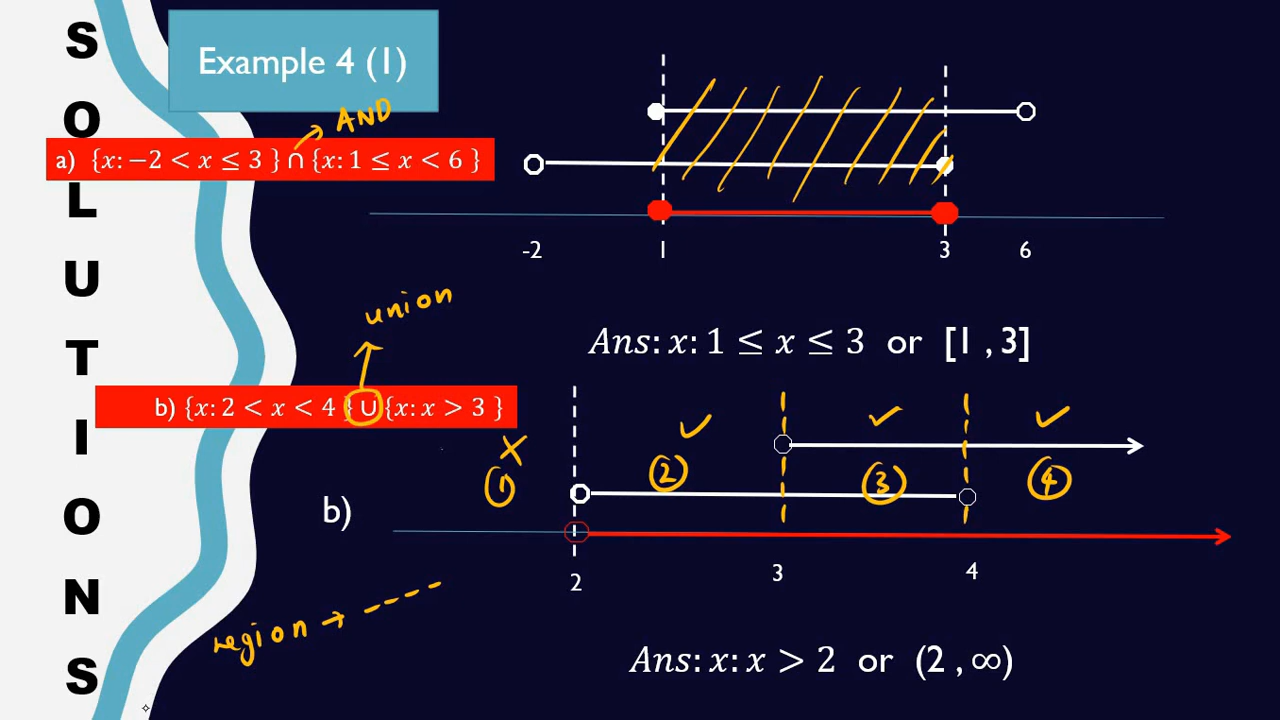 SOLUTIONS
Example 4 (1)
AND
a) {x: −2 < x ≤ 3 } ∩ {x: 1 ≤ x < 6 }
-2 1 3 6
union
Ans: x: 1 ≤ x ≤ 3 or [1 , 3]
b) {x: 2 < x < 4 } ∪ {x: x > 3 }
① ② ③ ④
b)
2 3 4
region →
Ans: x: x > 2 or (2 , ∞)